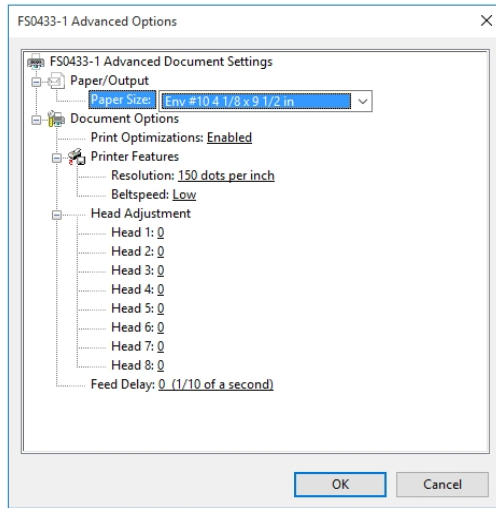 FS0433-1 Advanced Options
FS0433-1 Advanced Document Settings
Paper/Output
Paper Size: Env #10 4 1/8 x 9 1/2 in
Document Options
Print Optimizations: Enabled
Printer Features
Resolution: 150 dots per inch
Beltspeed: Low
Head Adjustment
Head 1: 0
Head 2: 0
Head 3: 0
Head 4: 0
Head 5: 0
Head 6: 0
Head 7: 0
Head 8: 0
Feed Delay: 0 (1/10 of a second)
OK Cancel